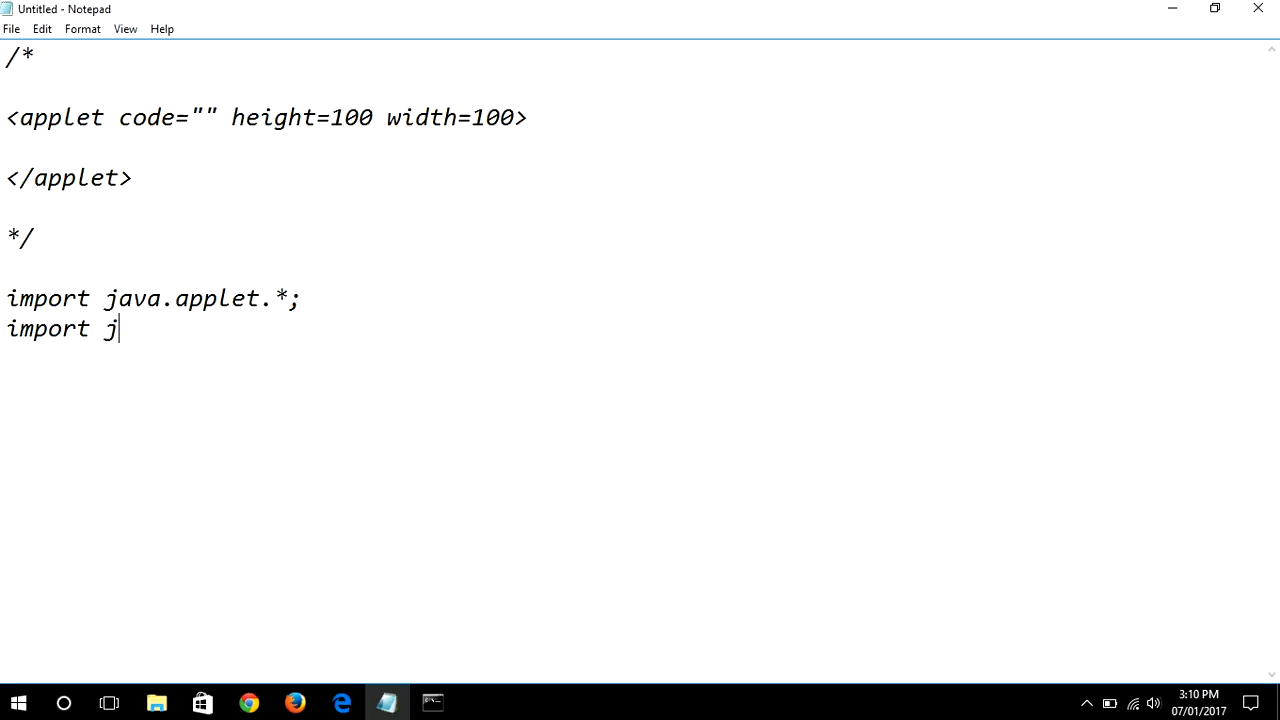 Untitled - Notepad
File Edit Format View Help
/*
<applet code="" height=100 width=100>
</applet>
*/
import java.applet.*;
import j
3:10 PM
07/01/2017